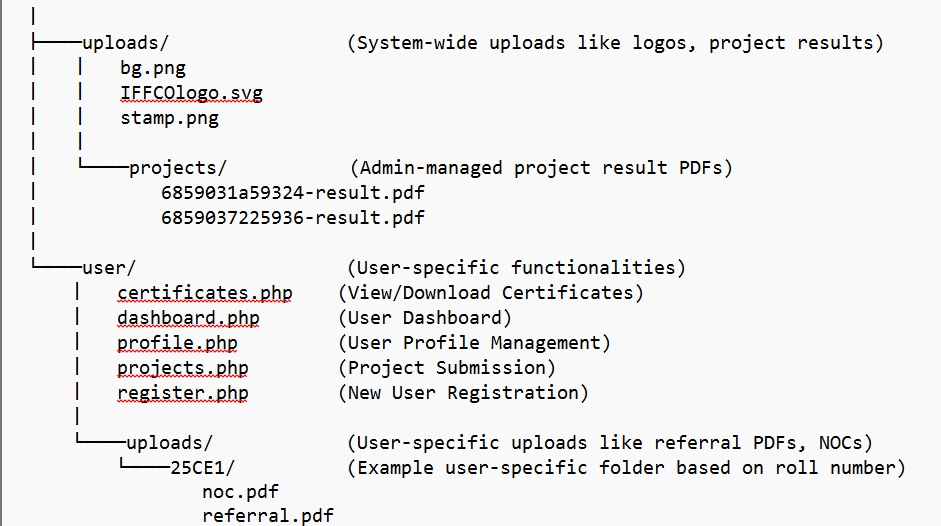 uploads/ (System-wide uploads like logos, project results)
bg.png
IFFCOlogo.svg
stamp.png
projects/ (Admin-managed project result PDFs)
6859031a59324-result.pdf
6859037225936-result.pdf
user/ (User-specific functionalities)
certificates.php (View/Download Certificates)
dashboard.php (User Dashboard)
profile.php (User Profile Management)
projects.php (Project Submission)
register.php (New User Registration)
uploads/ (User-specific uploads like referral PDFs, NOCs)
25CE1/ (Example user-specific folder based on roll number)
noc.pdf
referral.pdf